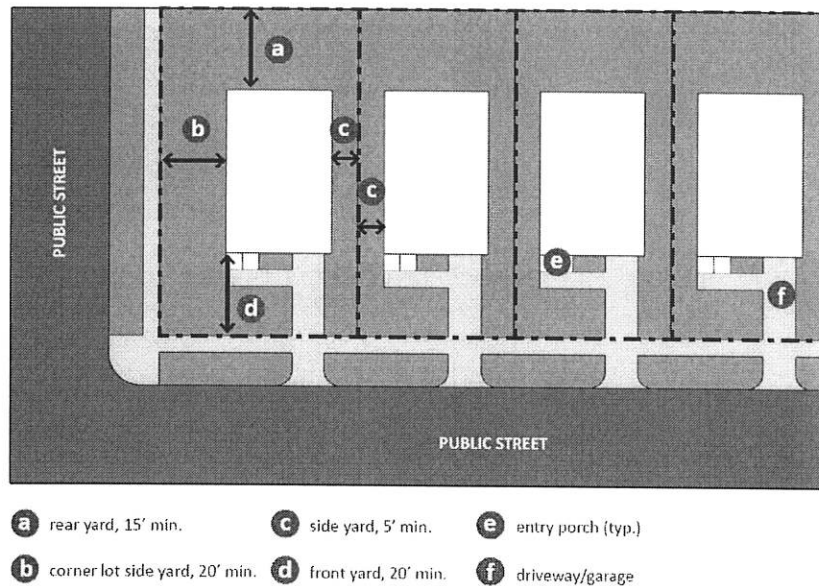 a
b
c
c
PUBLIC STREET
e
d
f
PUBLIC STREET
a rear yard, 15' min.
c side yard, 5' min.
e entry porch (typ.)
b corner lot side yard, 20' min.
d front yard, 20' min.
f driveway/garage